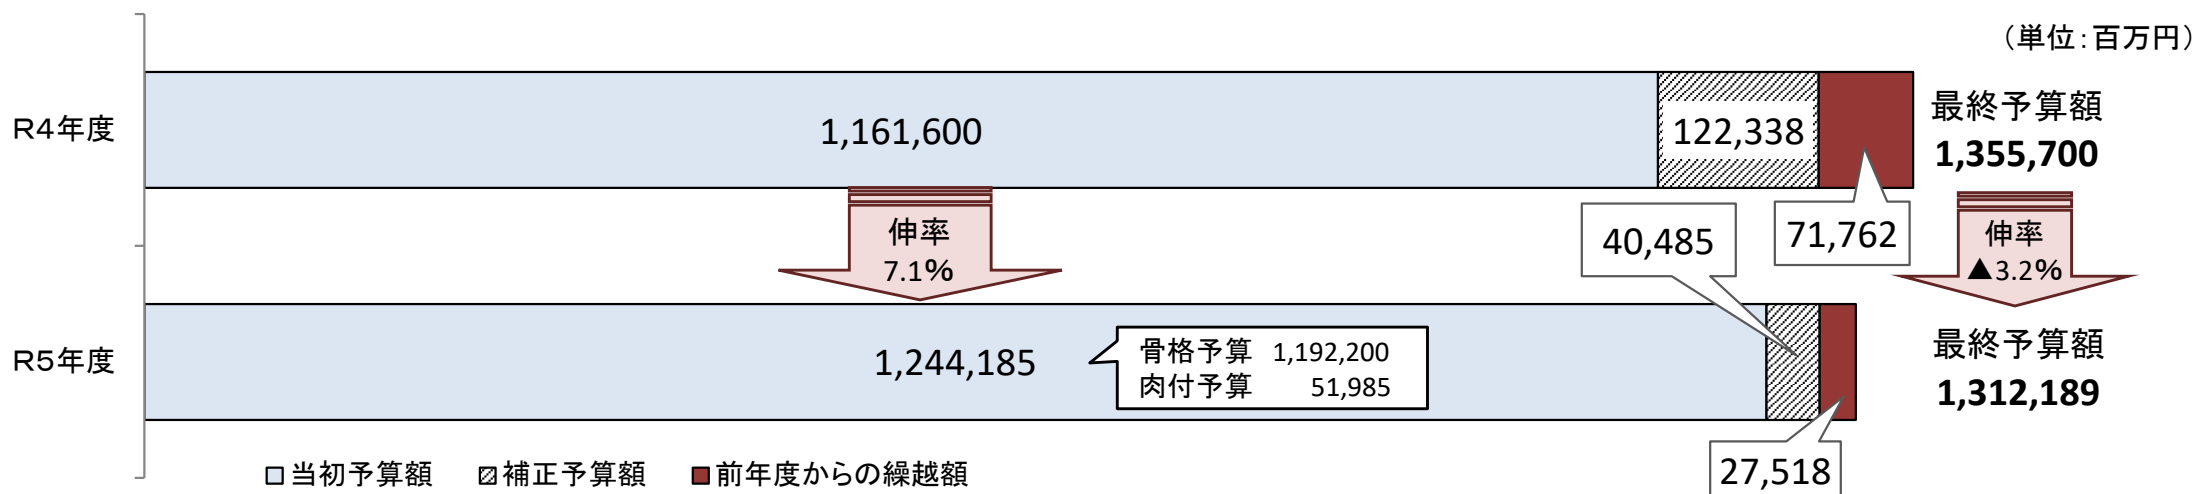 (単位:百万円)
R4年度
1,161,600
122,338
最終予算額
1,355,700
伸率
7.1%
40,485
71,762
伸率
▲3.2%
R5年度
1,244,185
骨格予算 1,192,200
肉付予算 51,985
最終予算額
1,312,189
27,518
当初予算額 補正予算額 前年度からの繰越額